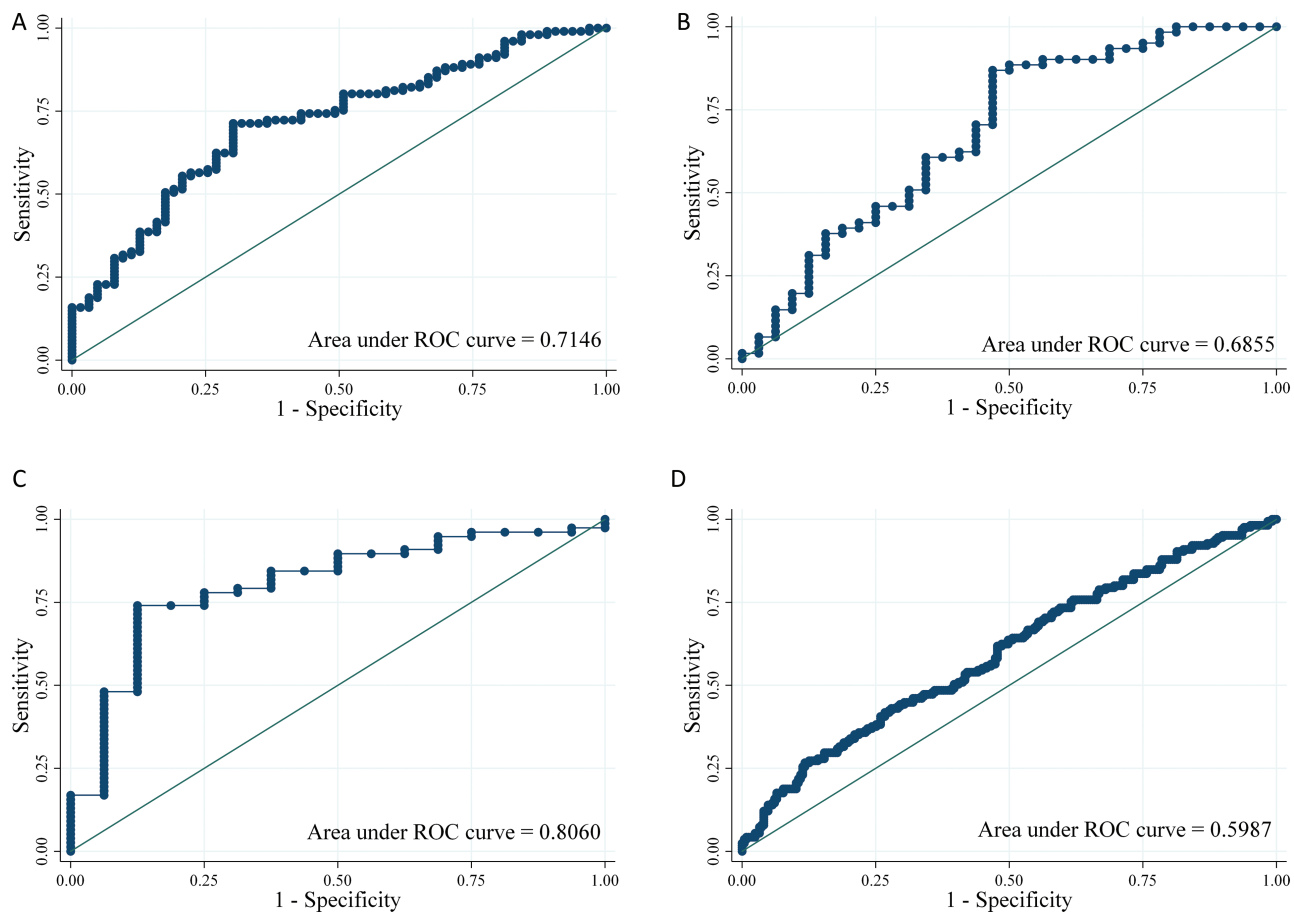 A
Sensitivity
1.00
0.75
0.50
0.25
0.00
Area under ROC curve = 0.7146
0.00 0.25 0.50 0.75 1.00
1 - Specificity
B
Sensitivity
1.00
0.75
0.50
0.25
0.00
Area under ROC curve = 0.6855
0.00 0.25 0.50 0.75 1.00
1 - Specificity
C
Sensitivity
1.00
0.75
0.50
0.25
0.00
Area under ROC curve = 0.8060
0.00 0.25 0.50 0.75 1.00
1 - Specificity
D
Sensitivity
1.00
0.75
0.50
0.25
0.00
Area under ROC curve = 0.5987
0.00 0.25 0.50 0.75 1.00
1 - Specificity